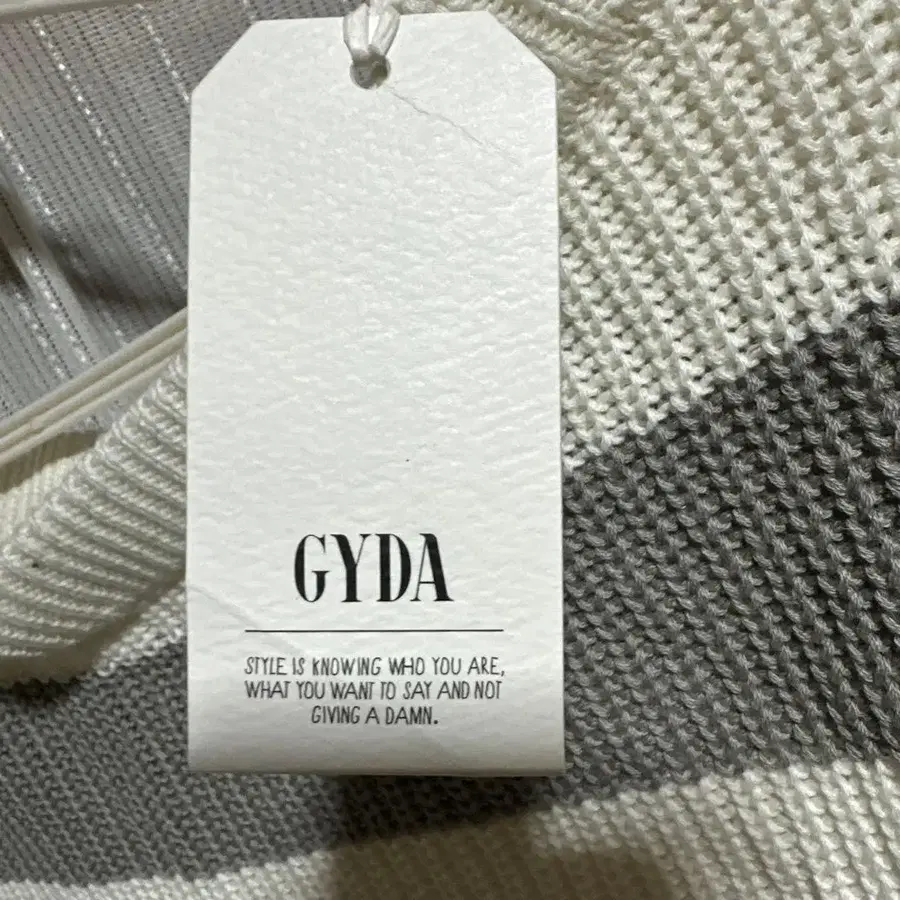 GYDA
STYLE IS KNOWING WHO YOU ARE,
WHAT YOU WANT TO SAY AND NOT
GIVING A DAMN.